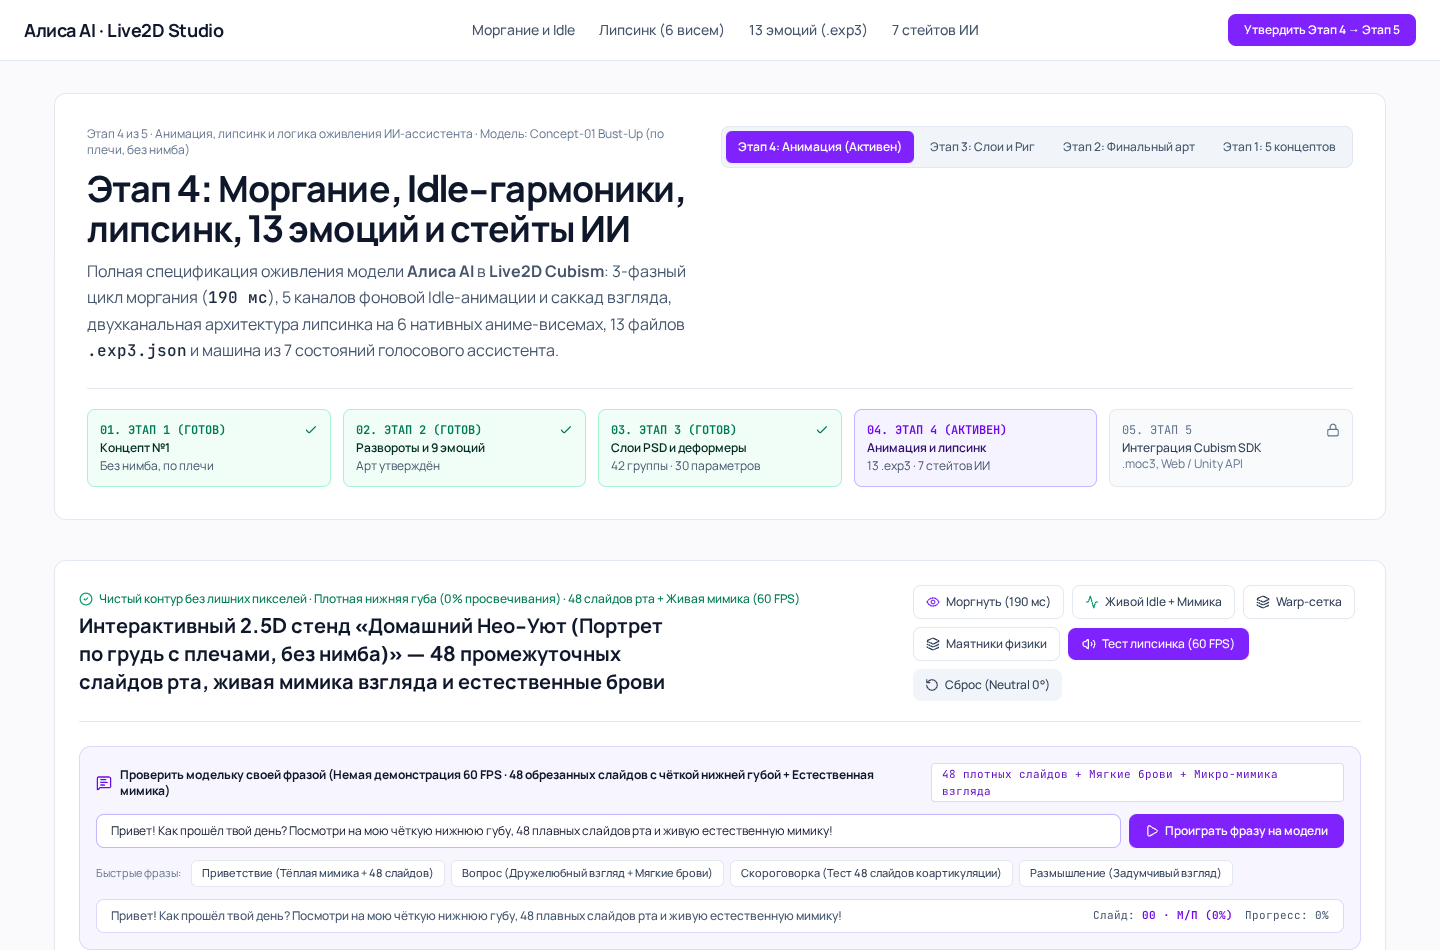 Алиса AI · Live2D Studio
Моргание и Idle
Липсинк (6 висем)
13 эмоций (.exp3)
7 стейтов ИИ
Утвердить Этап 4 → Этап 5
Этап 4 из 5 · Анимация, липсинк и логика оживления ИИ-ассистента · Модель: Concept-01 Bust-Up (по
плечи, без нимба)
Этап 4: Анимация (Активен)
Этап 3: Слои и Риг
Этап 2: Финальный арт
Этап 1: 5 концептов
Этап 4: Моргание, Idle-гармоники,
липсинк, 13 эмоций и стейты ИИ
Полная спецификация оживления модели Алиса AI в Live2D Cubism: 3-фазный
цикл моргания (190 мс), 5 каналов фоновой Idle-анимации и саккад взгляда,
двухканальная архитектура липсинка на 6 нативных аниме-висемах, 13 файлов
.exp3.json и машина из 7 состояний голосового ассистента.
01. ЭТАП 1 (ГОТОВ)
Концепт №1
Без нимба, по плечи
02. ЭТАП 2 (ГОТОВ)
Развороты и 9 эмоций
Арт утверждён
03. ЭТАП 3 (ГОТОВ)
Слои PSD и деформеры
42 группы · 30 параметров
04. ЭТАП 4 (АКТИВЕН)
Анимация и липсинк
13 .exp3 · 7 стейтов ИИ
05. ЭТАП 5
Интеграция Cubism SDK
.moc3, Web / Unity API
Чистый контур без лишних пикселей · Плотная нижняя губа (0% просвечивания) · 48 слайдов рта + Живая мимика (60 FPS)
Интерактивный 2.5D стенд «Домашний Нео-Уют (Портрет
по грудь с плечами, без нимба)» — 48 промежуточных
слайдов рта, живая мимика взгляда и естественные брови
Моргнуть (190 мс)
Живой Idle + Мимика
Warp-сетка
Маятники физики
Тест липсинка (60 FPS)
Сброс (Neutral 0°)
Проверить модельку своей фразой (Немая демонстрация 60 FPS · 48 обрезанных слайдов с чёткой нижней губой + Естественная
мимика)
48 плотных слайдов + Мягкие брови + Микро-мимика
взгляда
Привет! Как прошёл твой день? Посмотри на мою чёткую нижнюю губу, 48 плавных слайдов рта и живую естественную мимику!
Проиграть фразу на модели
Быстрые фразы:
Приветствие (Тёплая мимика + 48 слайдов)
Вопрос (Дружелюбный взгляд + Мягкие брови)
Скороговорка (Тест 48 слайдов коартикуляции)
Размышление (Задумчивый взгляд)
Привет! Как прошёл твой день? Посмотри на мою чёткую нижнюю губу, 48 плавных слайдов рта и живую естественную мимику!
Слайд: 00 · М/П (0%)
Прогресс: 0%